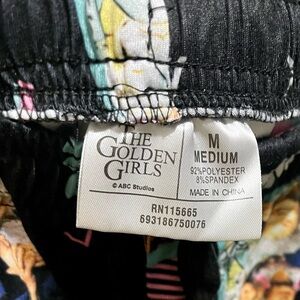 THE
GOLDEN
GIRLS
© ABC Studios
M
MEDIUM
92%POLYESTER
8%SPANDEX
MADE IN CHINA
RN115665
693186750076